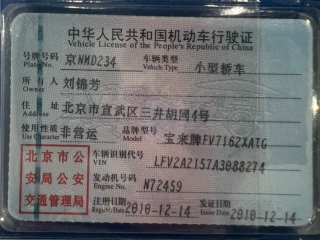 中华人民共和国机动车行驶证
Vehicle License of the People's Republic of China
号牌号码 京NMD234 车辆类型 小型轿车
Plate No. Vehicle Type
所有人 刘锦芳
Owner
住址 北京市宣武区三井胡同4号
Address
使用性质 非营运 品牌型号 宝来牌FV7162XATG
Use Character Model
北京市公 车辆识别代号 LFV2A2157A3088274
VIN
安局公安 发动机号码 N72459
Engine No.
交通管理局 注册日期 2010-12-14 发证日期 2010-12-14
Register Date Issue Date